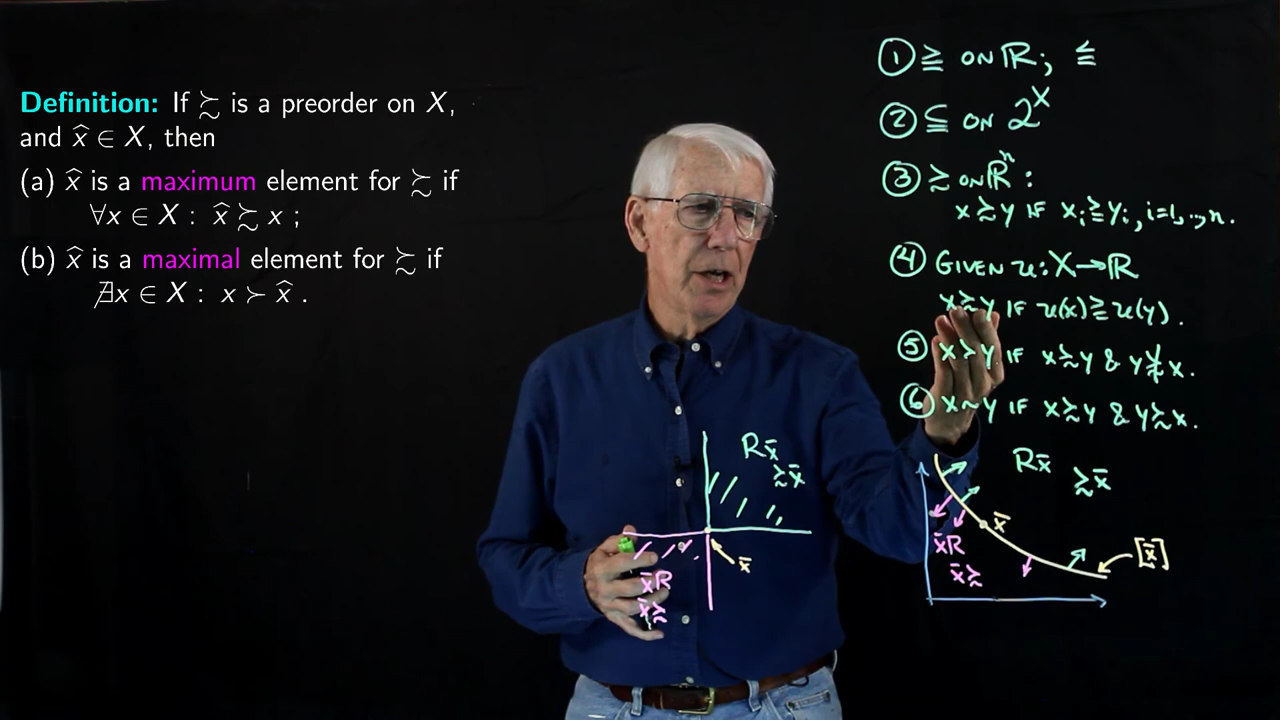 Definition: If ≿ is a preorder on X,
and x̂ ∈ X, then
(a) x̂ is a maximum element for ≿ if
∀x ∈ X : x̂ ≿ x ;
(b) x̂ is a maximal element for ≿ if
∄x ∈ X : x ≻ x̂ .
① ≧ ON ℝ; ≦
② ⊆ ON 2^X
③ ≿ ON ℝⁿ :
x ≿ y IF xᵢ ≧ yᵢ, i=1,..,n.
④ GIVEN u: X→ℝ
x ≿ y IF u(x) ≧ u(y).
⑤ x ≻ y IF x ≿ y & y ⋡ x.
⑥ x ~ y IF x ≿ y & y ≿ x.
Rx̄
≿x̄
x̄
x̄R
x̄≿
Rx̄
≿x̄
x̄
x̄R
x̄≿
[x̄]